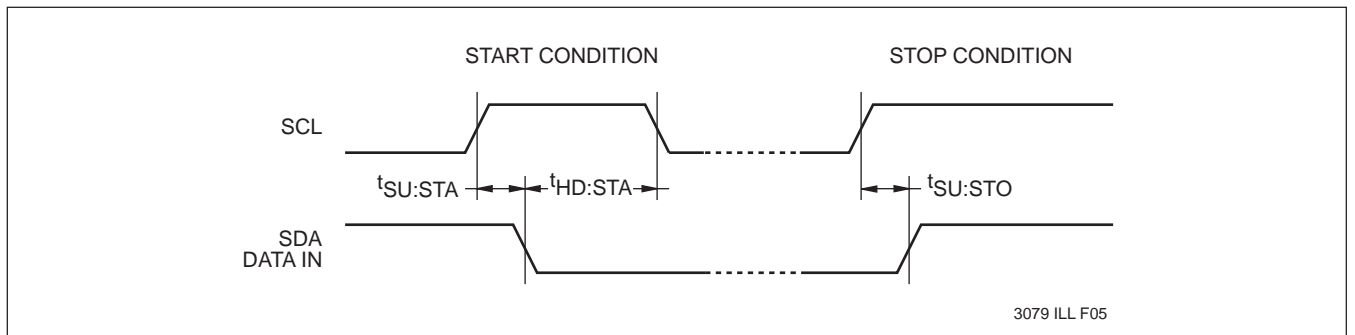 START CONDITION
STOP CONDITION
SCL
tSU:STA
tHD:STA
tSU:STO
SDA
DATA IN
3079 ILL F05